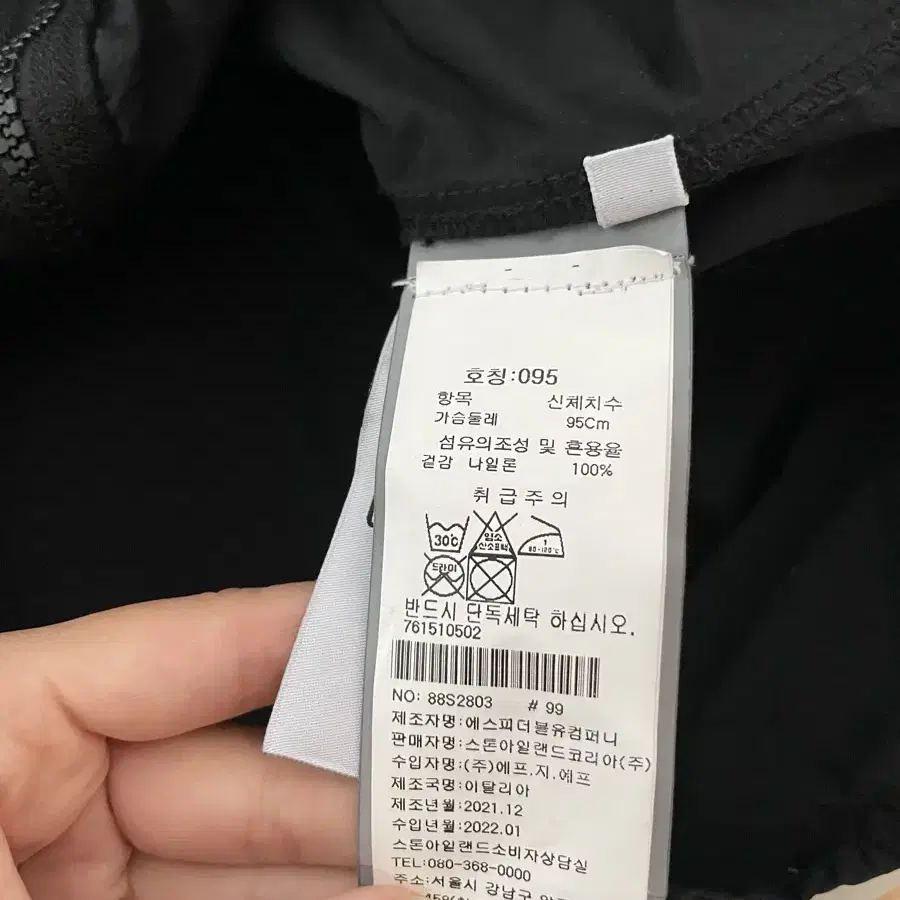 호칭:095
항목 신체치수
가슴둘레 95Cm
섬유의조성 및 혼용율
겉감 나일론 100%
취급주의
30℃
염소
산소표백
1
80-120℃
드라이
반드시 단독세탁 하십시오.
761510502
NO: 88S2803 # 99
제조자명:에스피더블유컴퍼니
판매자명:스톤아일랜드코리아(주)
수입자명:(주)에프.지.에프
제조국명:이탈리아
제조년월:2021.12
수입년월:2022.01
스톤아일랜드소비자상담실
TEL:080-368-0000
주소:서울시 강남구